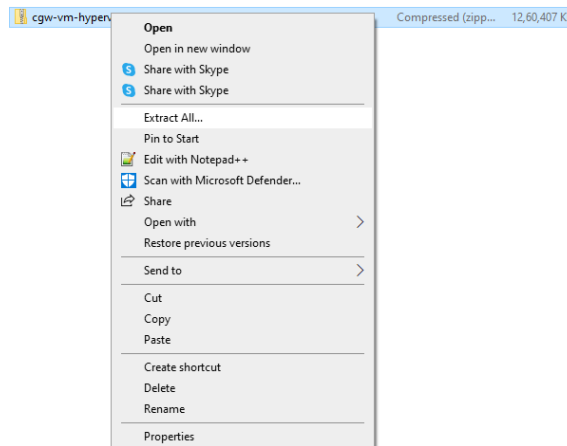 cgw-vm-hyperv Compressed (zipp... 12,60,407 K
Open
Open in new window
Share with Skype
Share with Skype
Extract All...
Pin to Start
Edit with Notepad++
Scan with Microsoft Defender...
Share
Open with
Restore previous versions
Send to
Cut
Copy
Paste
Create shortcut
Delete
Rename
Properties